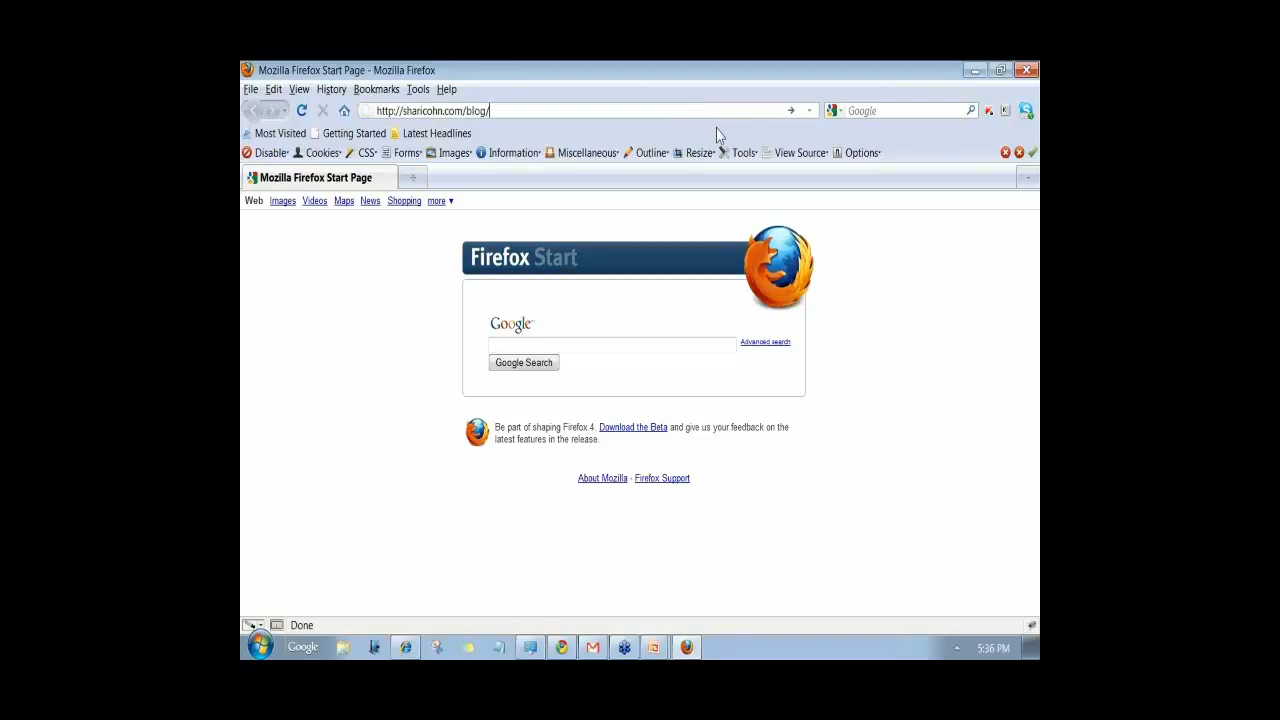 Mozilla Firefox Start Page - Mozilla Firefox
File Edit View History Bookmarks Tools Help
http://sharicohn.com/blog/ Google
Most Visited Getting Started Latest Headlines
Disable Cookies CSS Forms Images Information Miscellaneous Outline Resize Tools View Source Options
Mozilla Firefox Start Page
Web Images Videos Maps News Shopping more
Firefox Start
Google
Advanced search
Google Search
Be part of shaping Firefox 4. Download the Beta and give us your feedback on the
latest features in the release.
About Mozilla - Firefox Support
Done
Google 5:36 PM